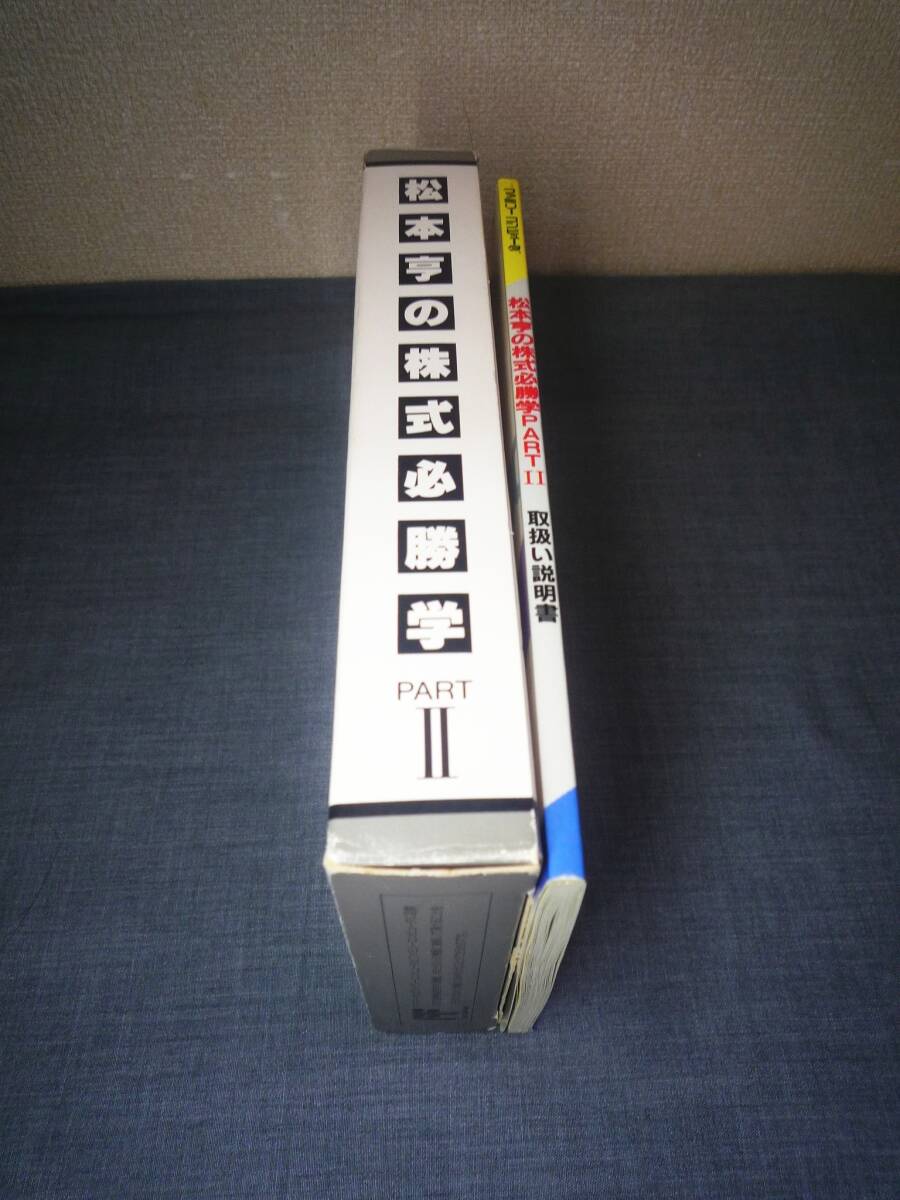 松本亨の株式必勝学
PART
II
ファミリーコンピュータ
松本亨の株式必勝学PART II 取扱い説明書